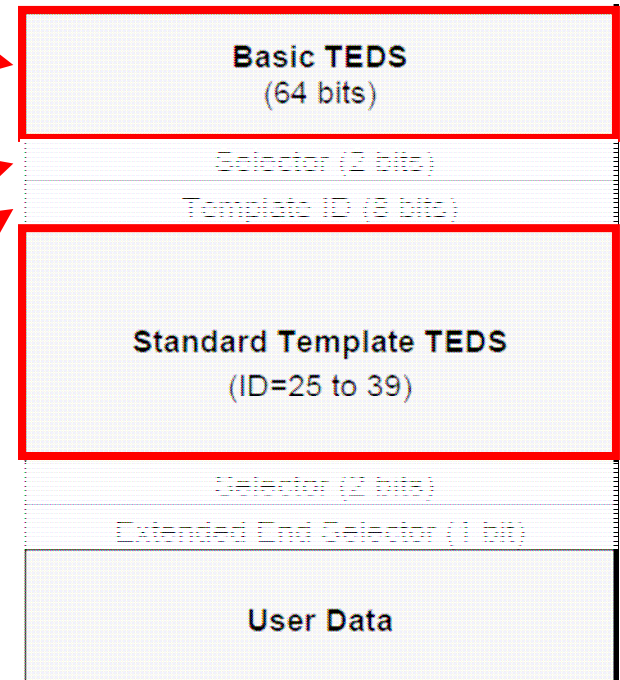 Basic TEDS
(64 bits)
Selector (2 bits)
Template ID (8 bits)
Standard Template TEDS
(ID=25 to 39)
Selector (2 bits)
Extended End Selector (1 bit)
User Data